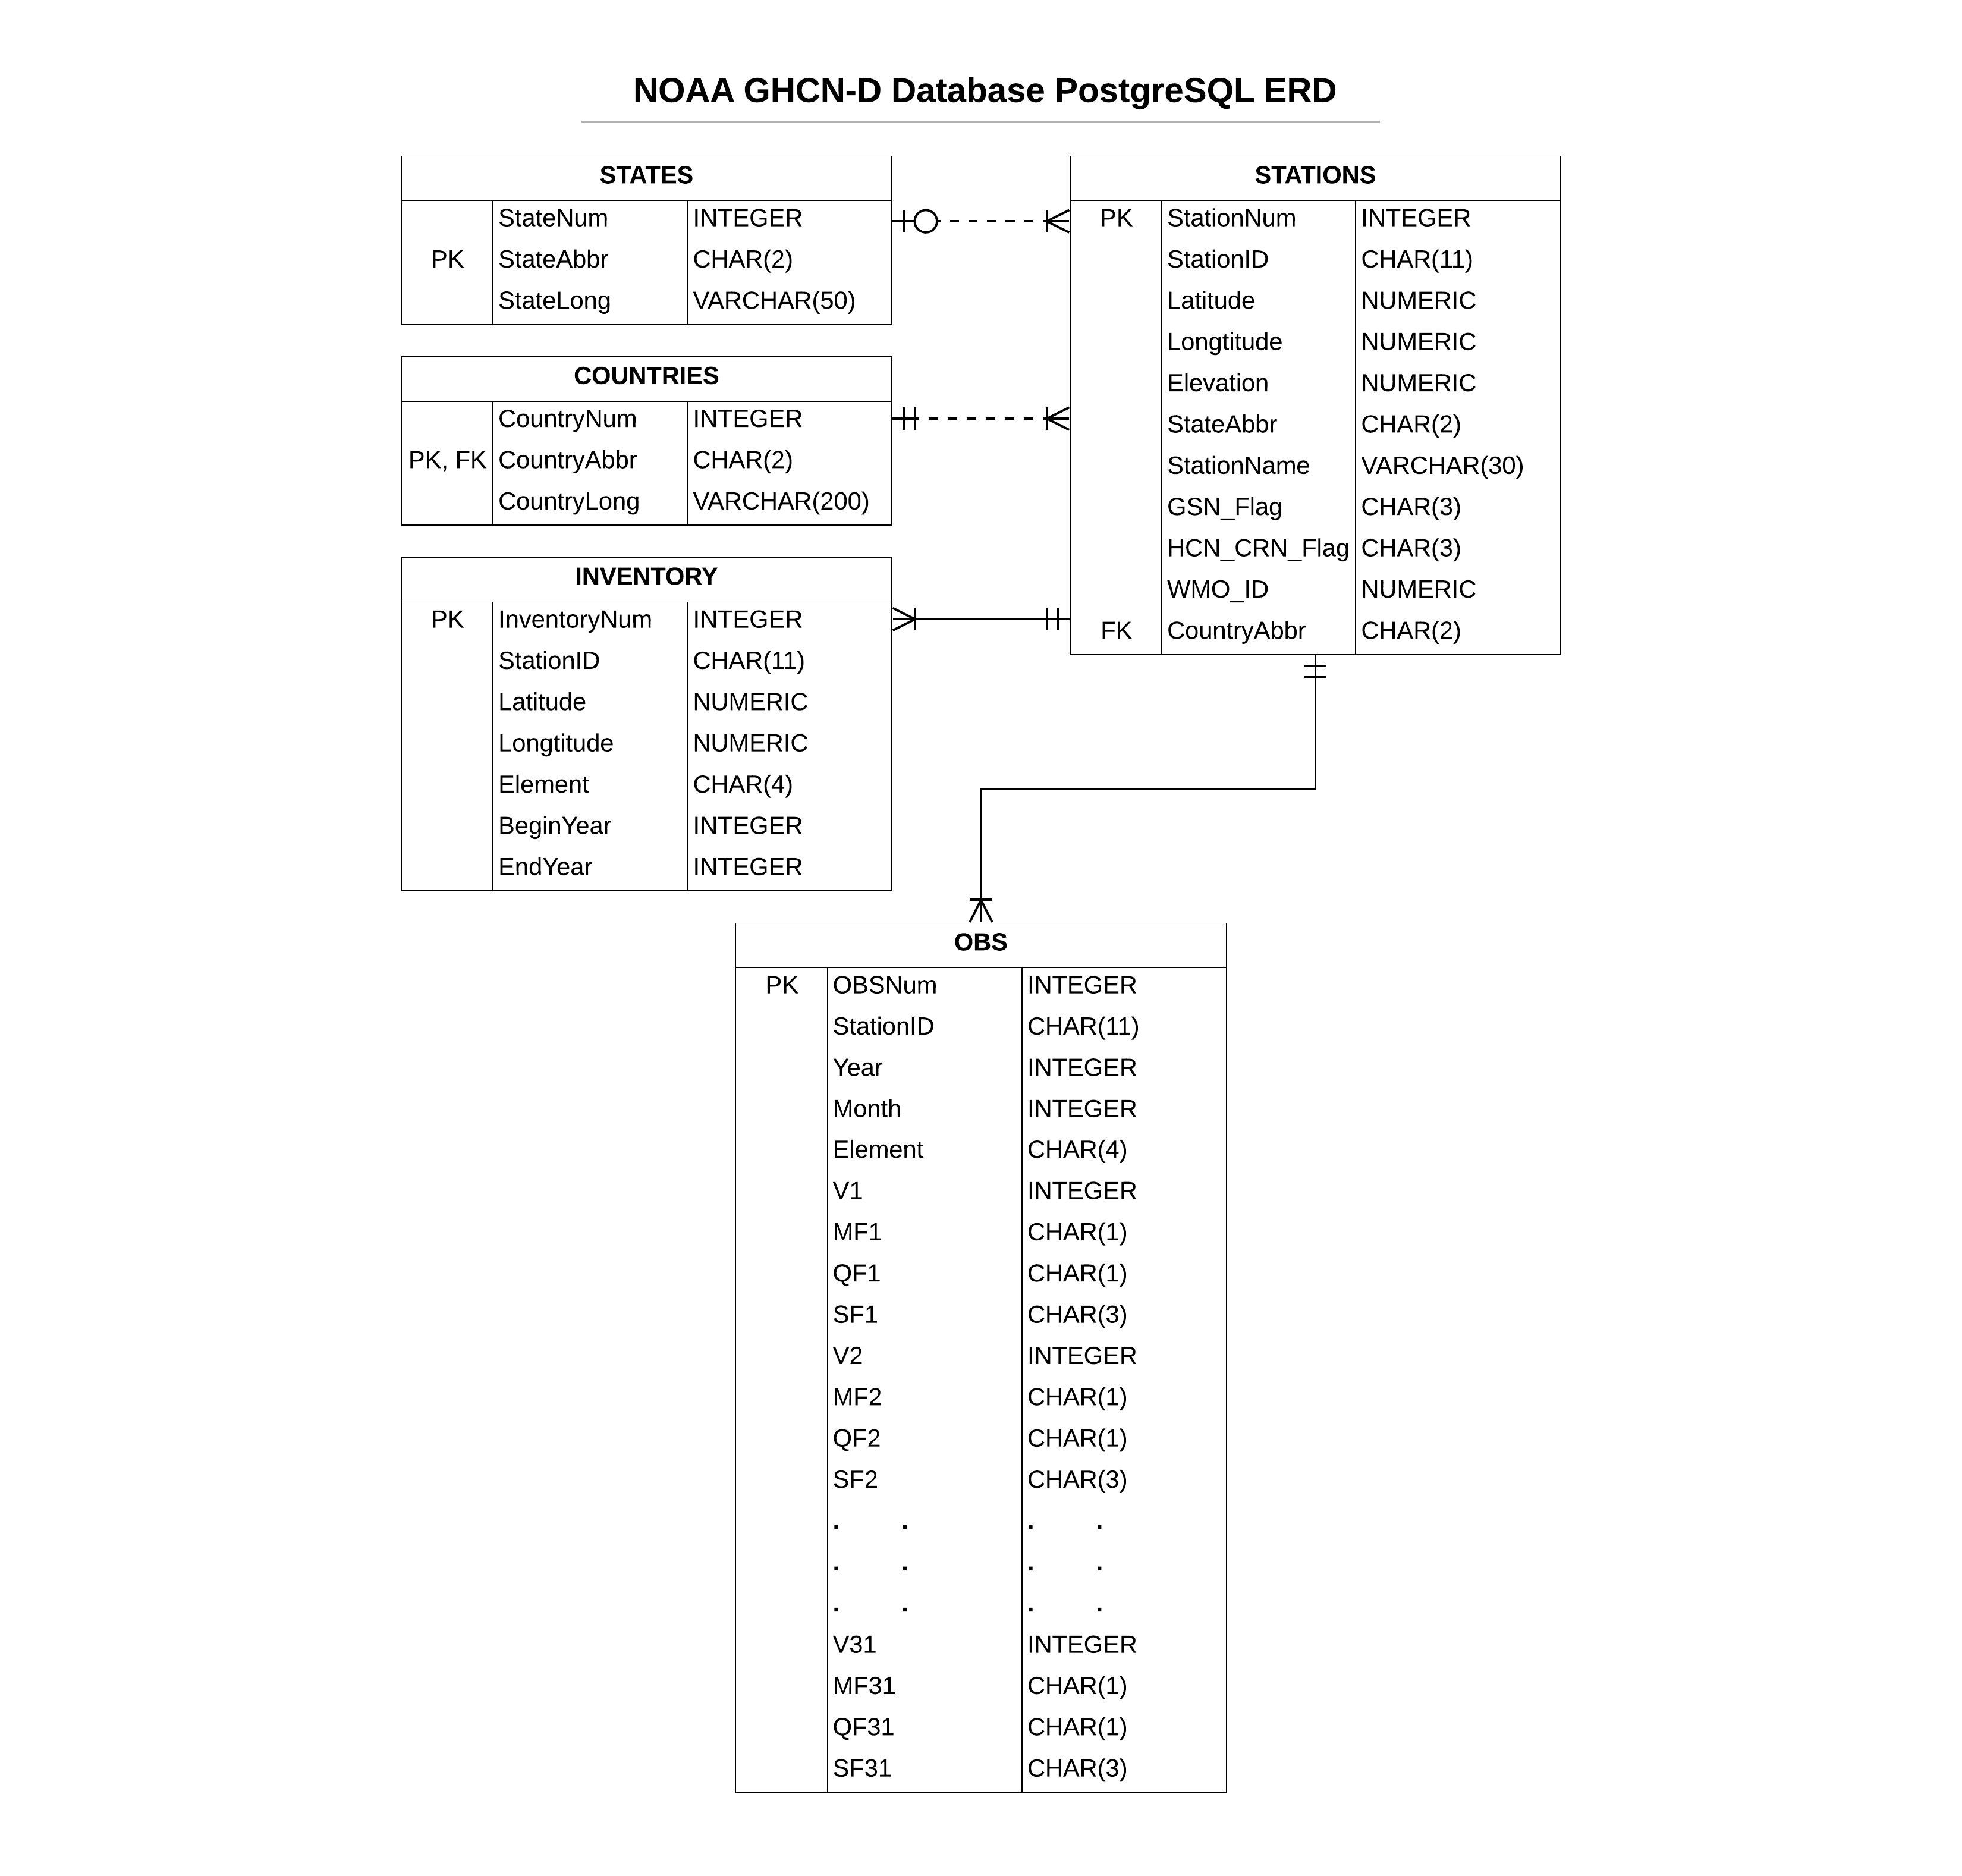 NOAA GHCN-D Database PostgreSQL ERD
STATES
StateNum INTEGER
PK StateAbbr CHAR(2)
StateLong VARCHAR(50)
COUNTRIES
CountryNum INTEGER
PK, FK CountryAbbr CHAR(2)
CountryLong VARCHAR(200)
INVENTORY
PK InventoryNum INTEGER
StationID CHAR(11)
Latitude NUMERIC
Longtitude NUMERIC
Element CHAR(4)
BeginYear INTEGER
EndYear INTEGER
STATIONS
PK StationNum INTEGER
StationID CHAR(11)
Latitude NUMERIC
Longtitude NUMERIC
Elevation NUMERIC
StateAbbr CHAR(2)
StationName VARCHAR(30)
GSN_Flag CHAR(3)
HCN_CRN_Flag CHAR(3)
WMO_ID NUMERIC
FK CountryAbbr CHAR(2)
OBS
PK OBSNum INTEGER
StationID CHAR(11)
Year INTEGER
Month INTEGER
Element CHAR(4)
V1 INTEGER
MF1 CHAR(1)
QF1 CHAR(1)
SF1 CHAR(3)
V2 INTEGER
MF2 CHAR(1)
QF2 CHAR(1)
SF2 CHAR(3)
. . . .
. . . .
. . . .
V31 INTEGER
MF31 CHAR(1)
QF31 CHAR(1)
SF31 CHAR(3)